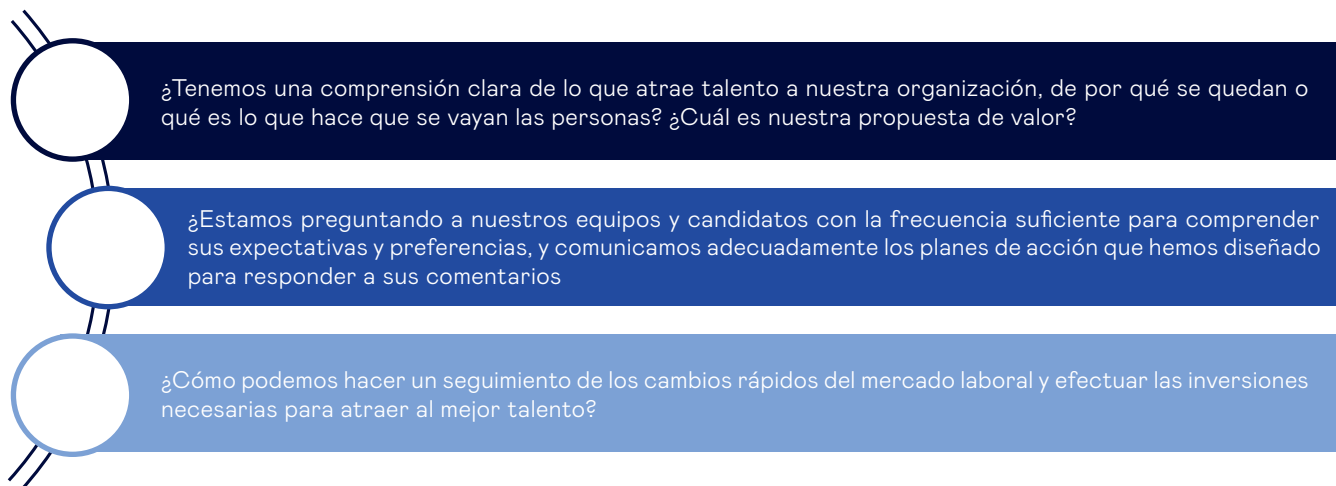 ¿Tenemos una comprensión clara de lo que atrae talento a nuestra organización, de por qué se quedan o
qué es lo que hace que se vayan las personas? ¿Cuál es nuestra propuesta de valor?
¿Estamos preguntando a nuestros equipos y candidatos con la frecuencia suficiente para comprender
sus expectativas y preferencias, y comunicamos adecuadamente los planes de acción que hemos diseñado
para responder a sus comentarios
¿Cómo podemos hacer un seguimiento de los cambios rápidos del mercado laboral y efectuar las inversiones
necesarias para atraer al mejor talento?